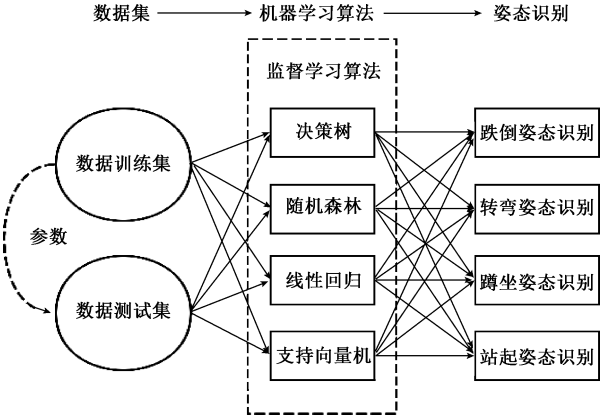 数据集
机器学习算法
姿态识别
监督学习算法
数据训练集
参数
数据测试集
决策树
随机森林
线性回归
支持向量机
跌倒姿态识别
转弯姿态识别
蹲坐姿态识别
站起姿态识别